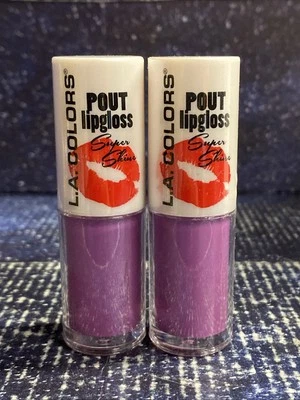 L.A. COLORS®
POUT
lipgloss
Super
Shine
L.A. COLORS
POUT
lipgloss
Super
Shine